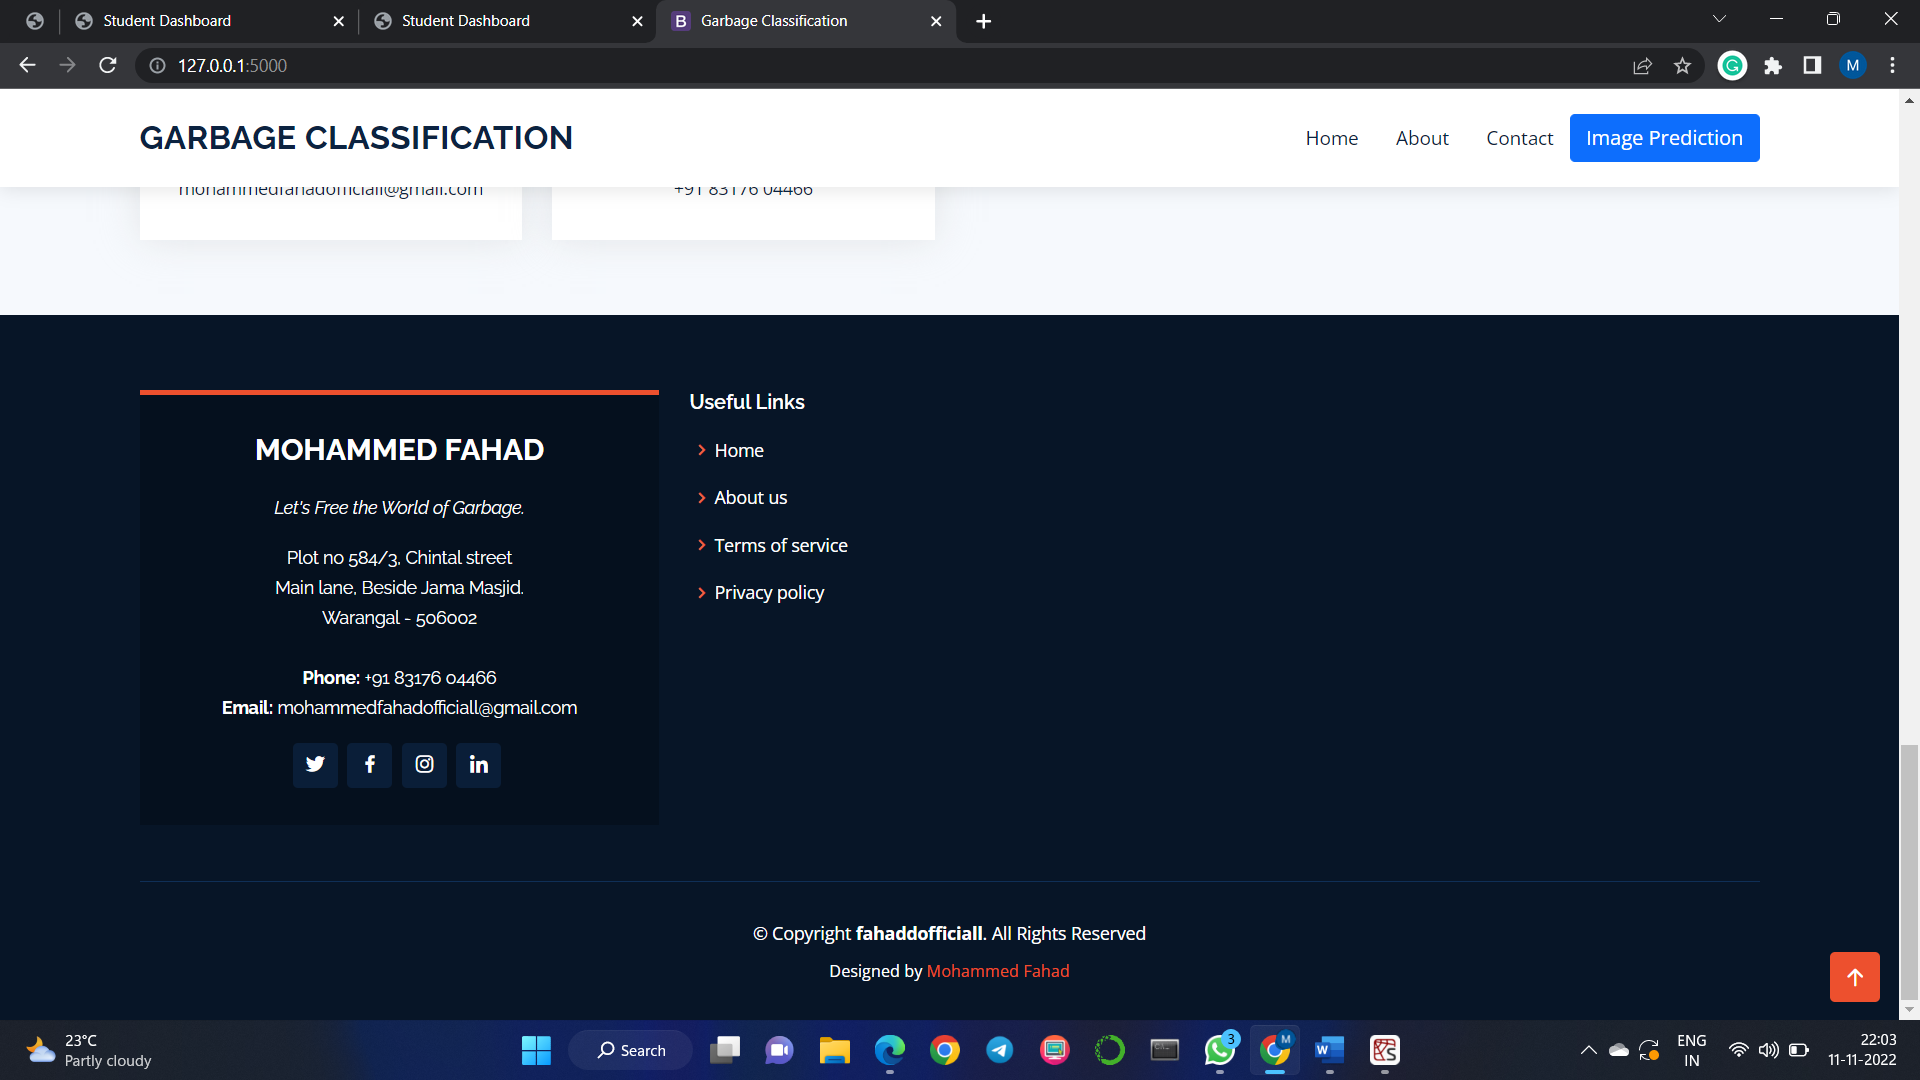 Student Dashboard
Student Dashboard
B Garbage Classification
127.0.0.1:5000
M
GARBAGE CLASSIFICATION
Home About Contact Image Prediction
mohammedfahadofficiall@gmail.com +91 83176 04466
Useful Links
MOHAMMED FAHAD
Let's Free the World of Garbage.
Plot no 584/3, Chintal street
Main lane, Beside Jama Masjid.
Warangal - 506002
Phone: +91 83176 04466
Email: mohammedfahadofficiall@gmail.com
Home
About us
Terms of service
Privacy policy
© Copyright fahaddofficiall. All Rights Reserved
Designed by Mohammed Fahad
23°C
Partly cloudy
Search
3
M
W
ENG
IN
22:03
11-11-2022